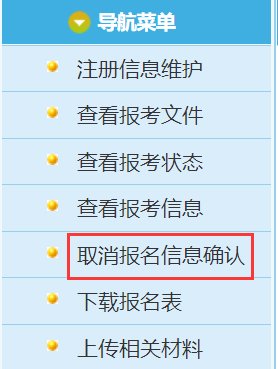 导航菜单
注册信息维护
查看报考文件
查看报考状态
查看报考信息
取消报名信息确认
下载报名表
上传相关材料